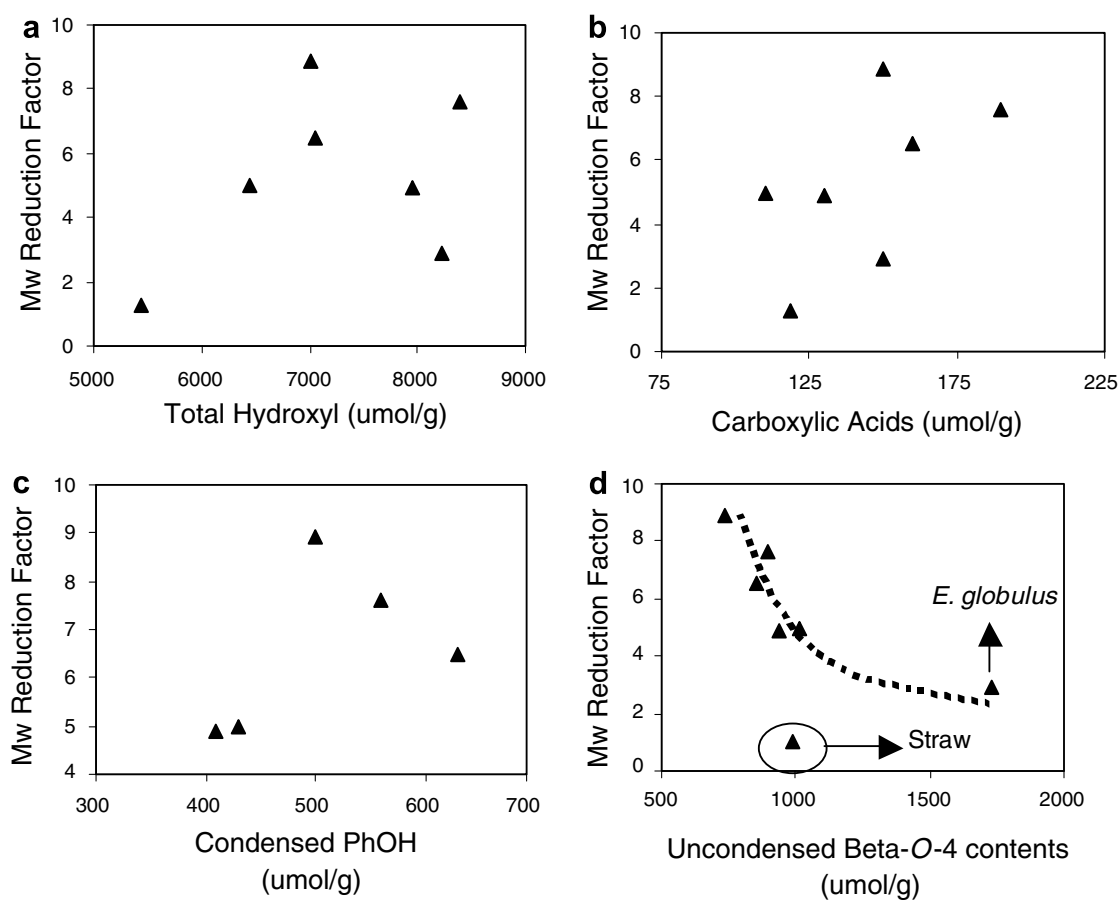 a
Mw Reduction Factor
10
8
6
4
2
0
5000 6000 7000 8000 9000
Total Hydroxyl (umol/g)
b
Mw Reduction Factor
10
8
6
4
2
0
75 125 175 225
Carboxylic Acids (umol/g)
c
Mw Reduction Factor
10
9
8
7
6
5
4
300 400 500 600 700
Condensed PhOH
(umol/g)
d
Mw Reduction Factor
10
8
6
4
2
0
E. globulus
Straw
500 1000 1500 2000
Uncondensed Beta-O-4 contents
(umol/g)